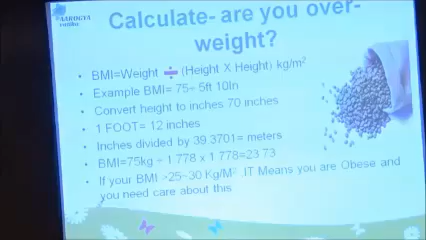 AAROGYA
Calculate- are you over-
weight?
• BMI=Weight ÷ (Height X Height) kg/m²
• Example BMI= 75- 5ft 10In
• Convert height to inches 70 inches
• 1 FOOT= 12 inches
• Inches divided by 39.3701= meters
• BMI=75kg ÷ 1.778 x 1.778=23.73
• If your BMI >25~30 Kg/M² .IT Means you are Obese and
you need care about this